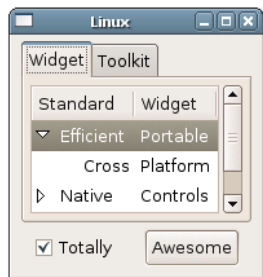 Linux
Widget Toolkit
Standard Widget
Efficient Portable
Cross Platform
Native Controls
Totally Awesome